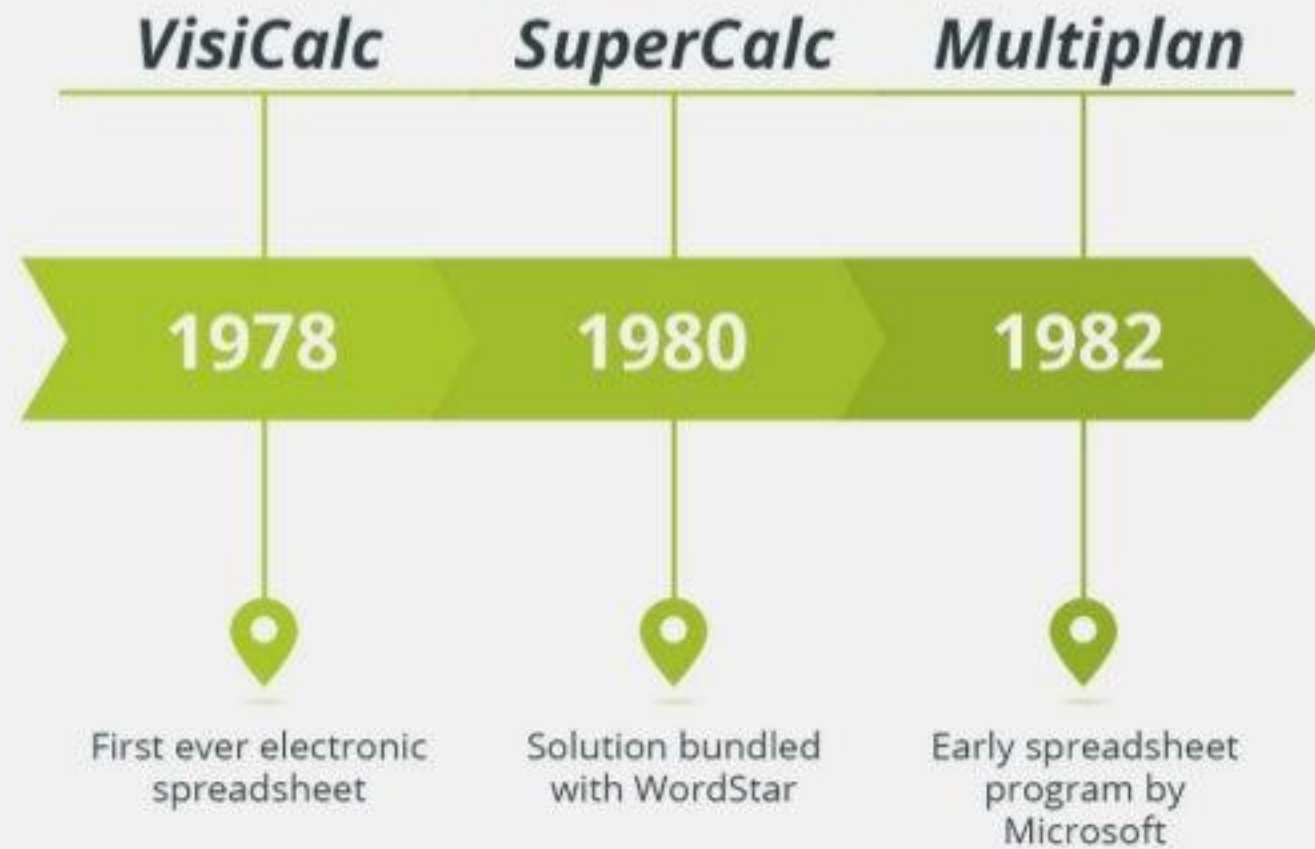 VisiCalc
SuperCalc
Multiplan
1978
1980
1982
First ever electronic
spreadsheet
Solution bundled
with WordStar
Early spreadsheet
program by
Microsoft